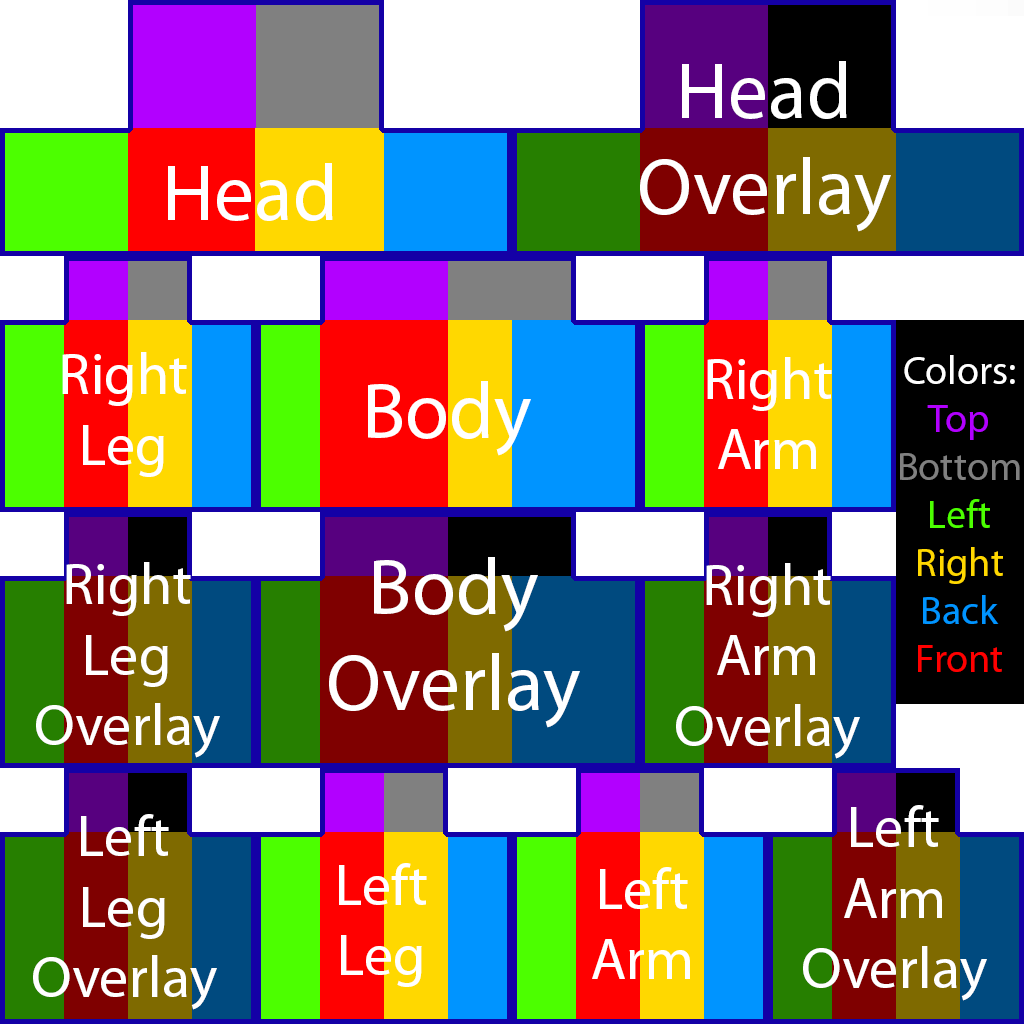 Head
Head
Overlay
Right
Leg
Body
Right
Arm
Colors:
Top
Bottom
Left
Right
Back
Front
Right
Leg
Overlay
Body
Overlay
Right
Arm
Overlay
Left
Leg
Overlay
Left
Leg
Left
Arm
Left
Arm
Overlay